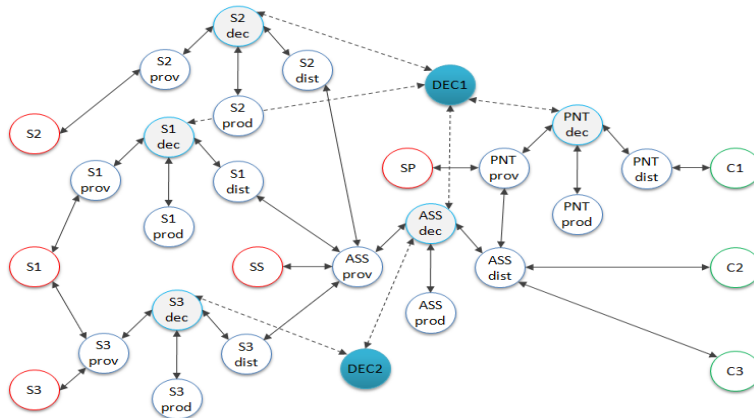 S2
dec
S2
prov
S2
dist
DEC1
S2
prod
S2
S1
dec
PNT
dec
S1
prov
S1
dist
SP
PNT
prov
PNT
dist
C1
S1
prod
PNT
prod
ASS
dec
S1
SS
ASS
prov
ASS
dist
C2
S3
dec
ASS
prod
S3
prov
S3
dist
DEC2
C3
S3
S3
prod